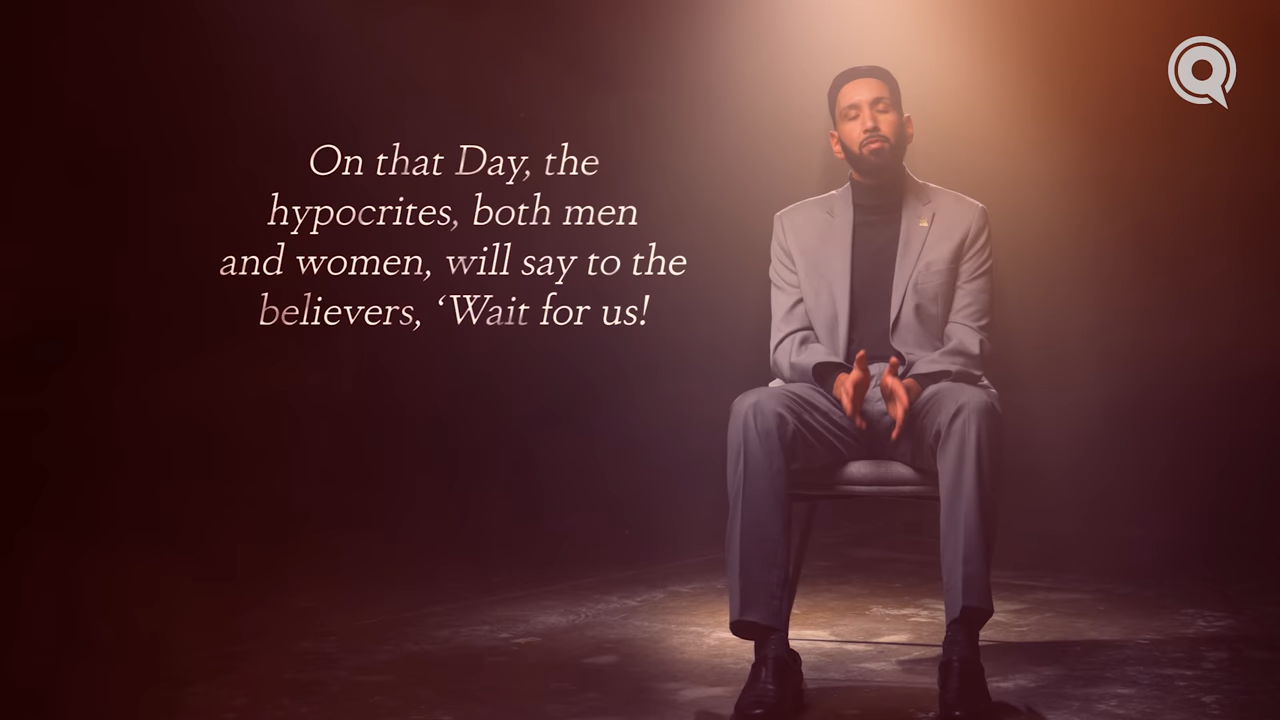 On that Day, the
hypocrites, both men
and women, will say to the
believers, ‘Wait for us!